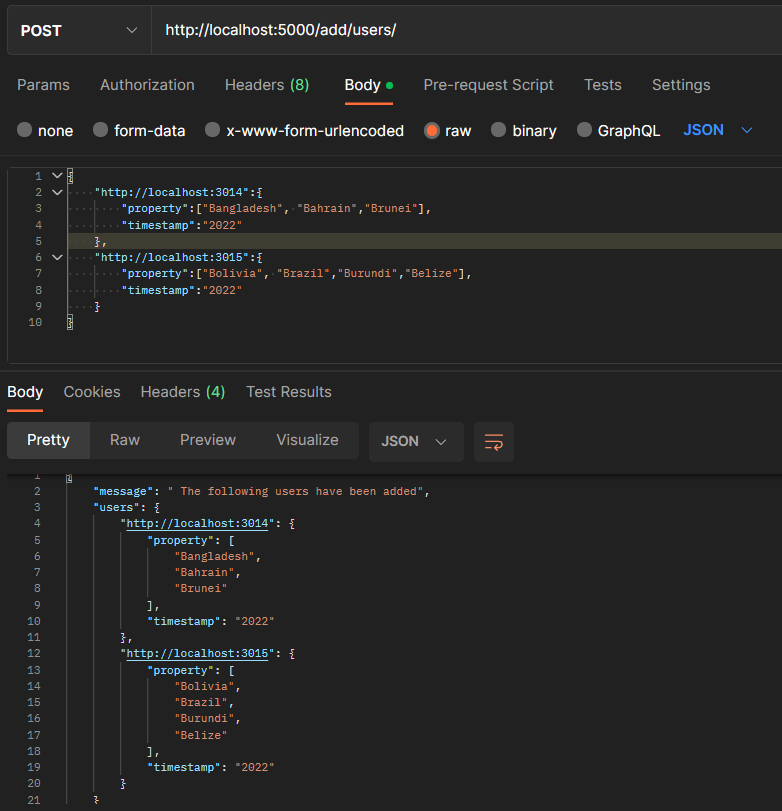 POST http://localhost:5000/add/users/
Params Authorization Headers (8) Body Pre-request Script Tests Settings
none form-data x-www-form-urlencoded raw binary GraphQL JSON
1 {
2 "http://localhost:3014":{
3 "property":["Bangladesh", "Bahrain","Brunei"],
4 "timestamp":"2022"
5 },
6 "http://localhost:3015":{
7 "property":["Bolivia", "Brazil","Burundi","Belize"],
8 "timestamp":"2022"
9 }
10 }
Body Cookies Headers (4) Test Results
Pretty Raw Preview Visualize JSON
1 {
2 "message": " The following users have been added",
3 "users": {
4 "http://localhost:3014": {
5 "property": [
6 "Bangladesh",
7 "Bahrain",
8 "Brunei"
9 ],
10 "timestamp": "2022"
11 },
12 "http://localhost:3015": {
13 "property": [
14 "Bolivia",
15 "Brazil",
16 "Burundi",
17 "Belize"
18 ],
19 "timestamp": "2022"
20 }
21 }